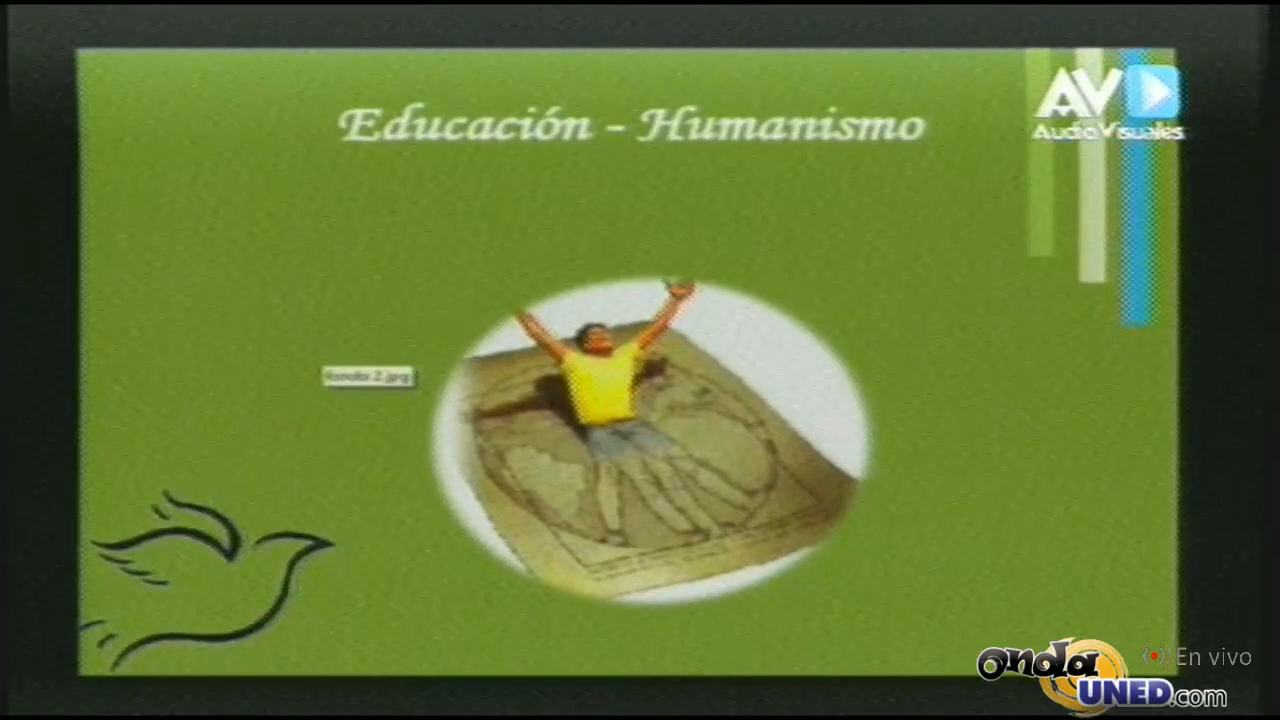 Educación - Humanismo
AV
AudioVisuales
En vivo
onda
UNED.com